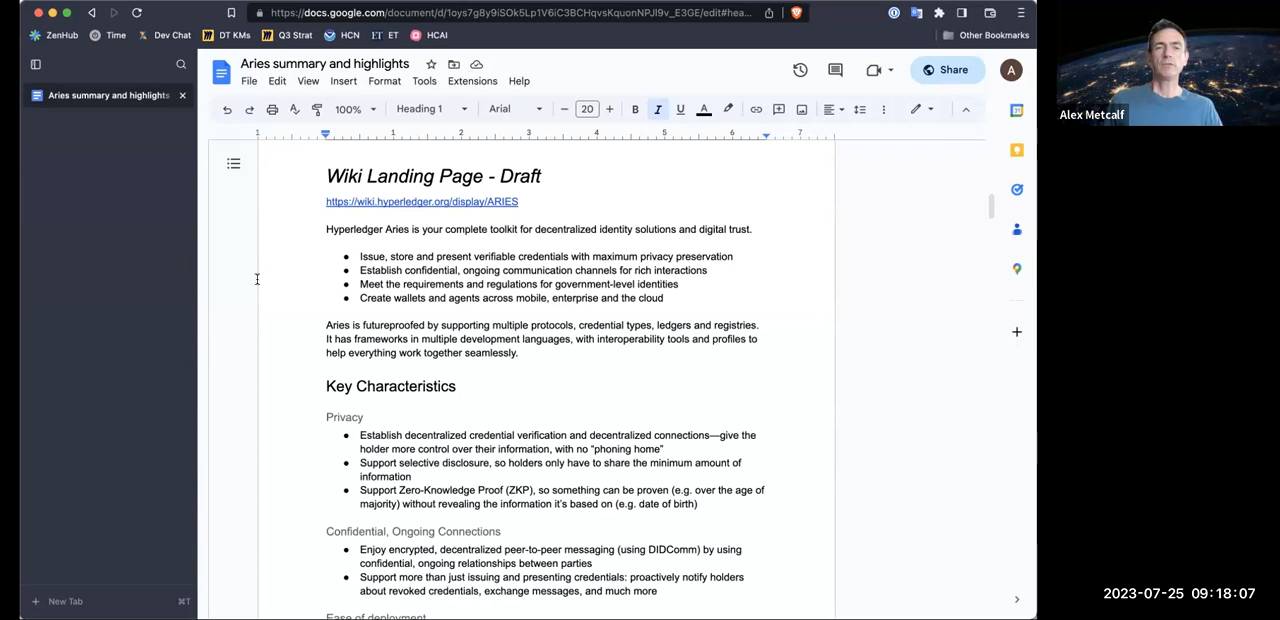 https://docs.google.com/document/d/1oys7g8y9iSOk5Lp1V6iC3BCHqvsKquonNPJl9v_E3GE/edit#hea...
ZenHub
Time
Dev Chat
DT KMs
Q3 Strat
HCN
ET
HCAI
Other Bookmarks
Aries summary and highlights
File Edit View Insert Format Tools Extensions Help
Share
A
Aries summary and highlights
100%
Heading 1
Arial
20
B I U A
1 1 2 3 4 5 6 7
Alex Metcalf
Wiki Landing Page - Draft
https://wiki.hyperledger.org/display/ARIES
Hyperledger Aries is your complete toolkit for decentralized identity solutions and digital trust.
● Issue, store and present verifiable credentials with maximum privacy preservation
● Establish confidential, ongoing communication channels for rich interactions
● Meet the requirements and regulations for government-level identities
● Create wallets and agents across mobile, enterprise and the cloud
Aries is futureproofed by supporting multiple protocols, credential types, ledgers and registries.
It has frameworks in multiple development languages, with interoperability tools and profiles to
help everything work together seamlessly.
Key Characteristics
Privacy
● Establish decentralized credential verification and decentralized connections—give the
holder more control over their information, with no “phoning home”
● Support selective disclosure, so holders only have to share the minimum amount of
information
● Support Zero-Knowledge Proof (ZKP), so something can be proven (e.g. over the age of
majority) without revealing the information it’s based on (e.g. date of birth)
Confidential, Ongoing Connections
● Enjoy encrypted, decentralized peer-to-peer messaging (using DIDComm) by using
confidential, ongoing relationships between parties
● Support more than just issuing and presenting credentials: proactively notify holders
about revoked credentials, exchange messages, and much more
Ease of deployment
New Tab
⌘T
2023-07-25 09:18:07